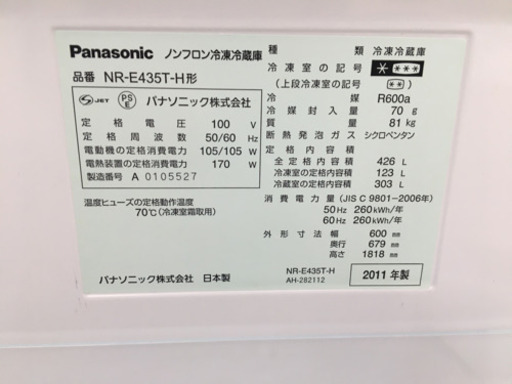 Panasonic ノンフロン冷凍冷蔵庫
品番 NR-E435T-H形
JET PSE パナソニック株式会社
定格電圧 100 V
定格周波数 50/60 Hz
電動機の定格消費電力 105/105 W
電熱装置の定格消費電力 170 W
製造番号 A 0105527
温度ヒューズの定格動作温度
70℃(冷凍室霜取用)
パナソニック株式会社 日本製
種類 冷凍冷蔵庫
冷凍室の記号
(上段冷凍室の記号 )
冷媒 R600a
冷媒封入量 70 g
質量 81 kg
断熱発泡ガス シクロペンタン
定格内容積
全定格内容積 426 L
冷凍室の定格内容積 123 L
冷蔵室の定格内容積 303 L
消費電力量(JIS C 9801-2006年)
50Hz 260 kWh/年
60Hz 260 kWh/年
外形寸法 幅 600 mm
奥行 679 mm
高さ 1818 mm
NR-E435T-H
AH-282112
2011年製